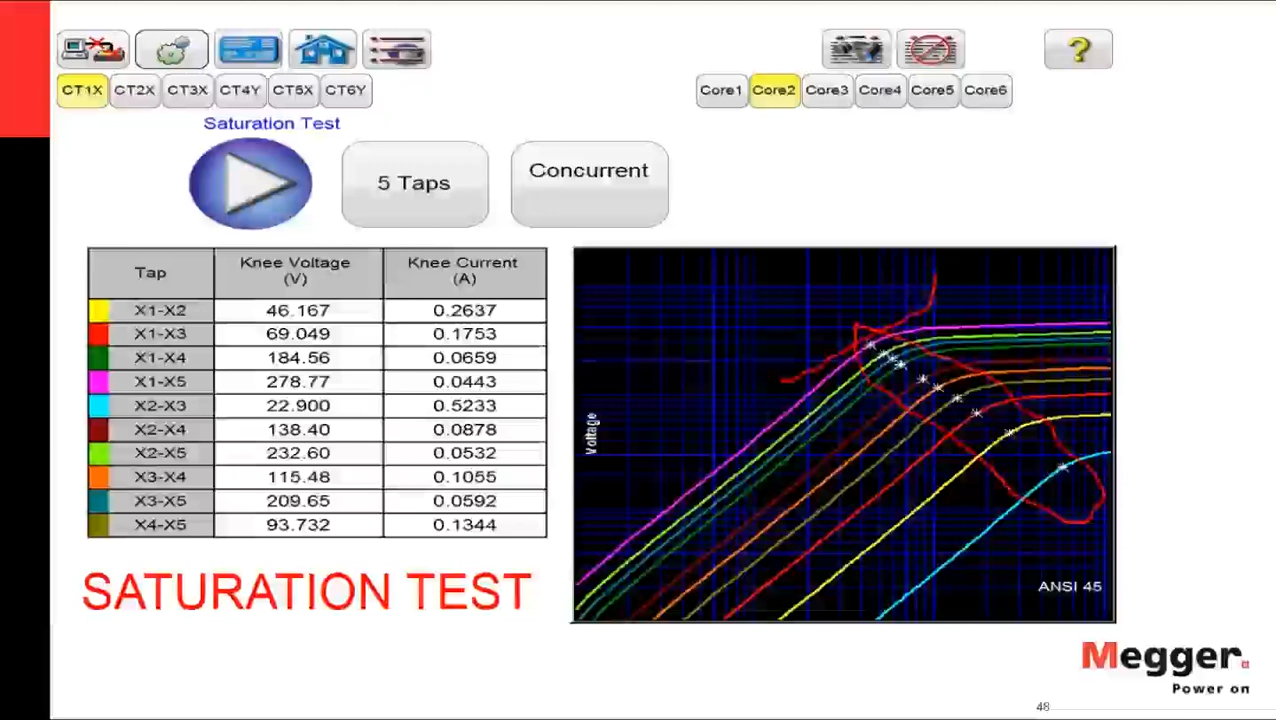 CT1X CT2X CT3X CT4Y CT5X CT6Y
Core1 Core2 Core3 Core4 Core5 Core6
Saturation Test
5 Taps
Concurrent
Tap Knee Voltage (V) Knee Current (A)
X1-X2 46.167 0.2637
X1-X3 69.049 0.1753
X1-X4 184.56 0.0659
X1-X5 278.77 0.0443
X2-X3 22.900 0.5233
X2-X4 138.40 0.0878
X2-X5 232.60 0.0532
X3-X4 115.48 0.1055
X3-X5 209.65 0.0592
X4-X5 93.732 0.1344
Voltage
ANSI 45
SATURATION TEST
Megger
Power on
48